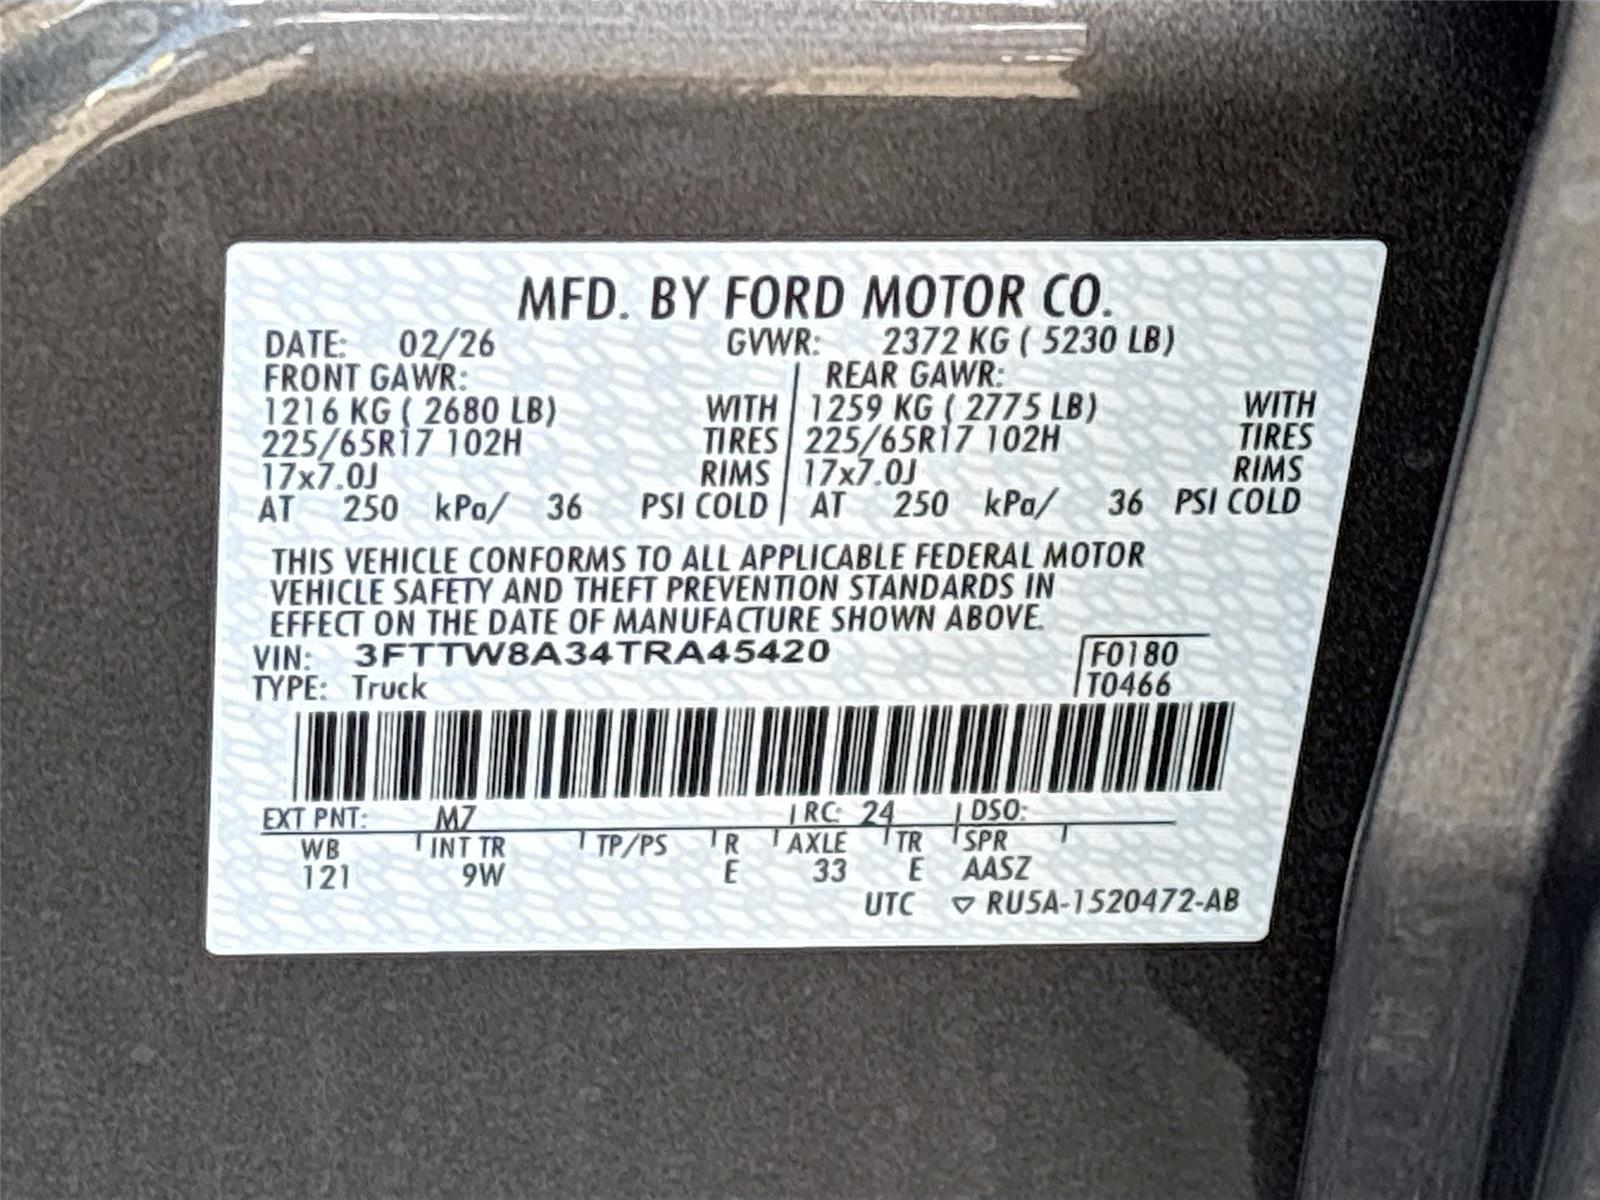 MFD. BY FORD MOTOR CO.
DATE: 02/26 GVWR: 2372 KG ( 5230 LB)
FRONT GAWR: REAR GAWR:
1216 KG ( 2680 LB) WITH 1259 KG ( 2775 LB) WITH
225/65R17 102H TIRES 225/65R17 102H TIRES
17x7.0J RIMS 17x7.0J RIMS
AT 250 kPa/ 36 PSI COLD AT 250 kPa/ 36 PSI COLD
THIS VEHICLE CONFORMS TO ALL APPLICABLE FEDERAL MOTOR
VEHICLE SAFETY AND THEFT PREVENTION STANDARDS IN
EFFECT ON THE DATE OF MANUFACTURE SHOWN ABOVE.
VIN: 3FTTW8A34TRA45420 F0180
TYPE: Truck T0466
EXT PNT: M7 RC: 24 DSO:
WB INT TR TP/PS R AXLE TR SPR
121 9W E 33 E AASZ
UTC ▽ RU5A-1520472-AB